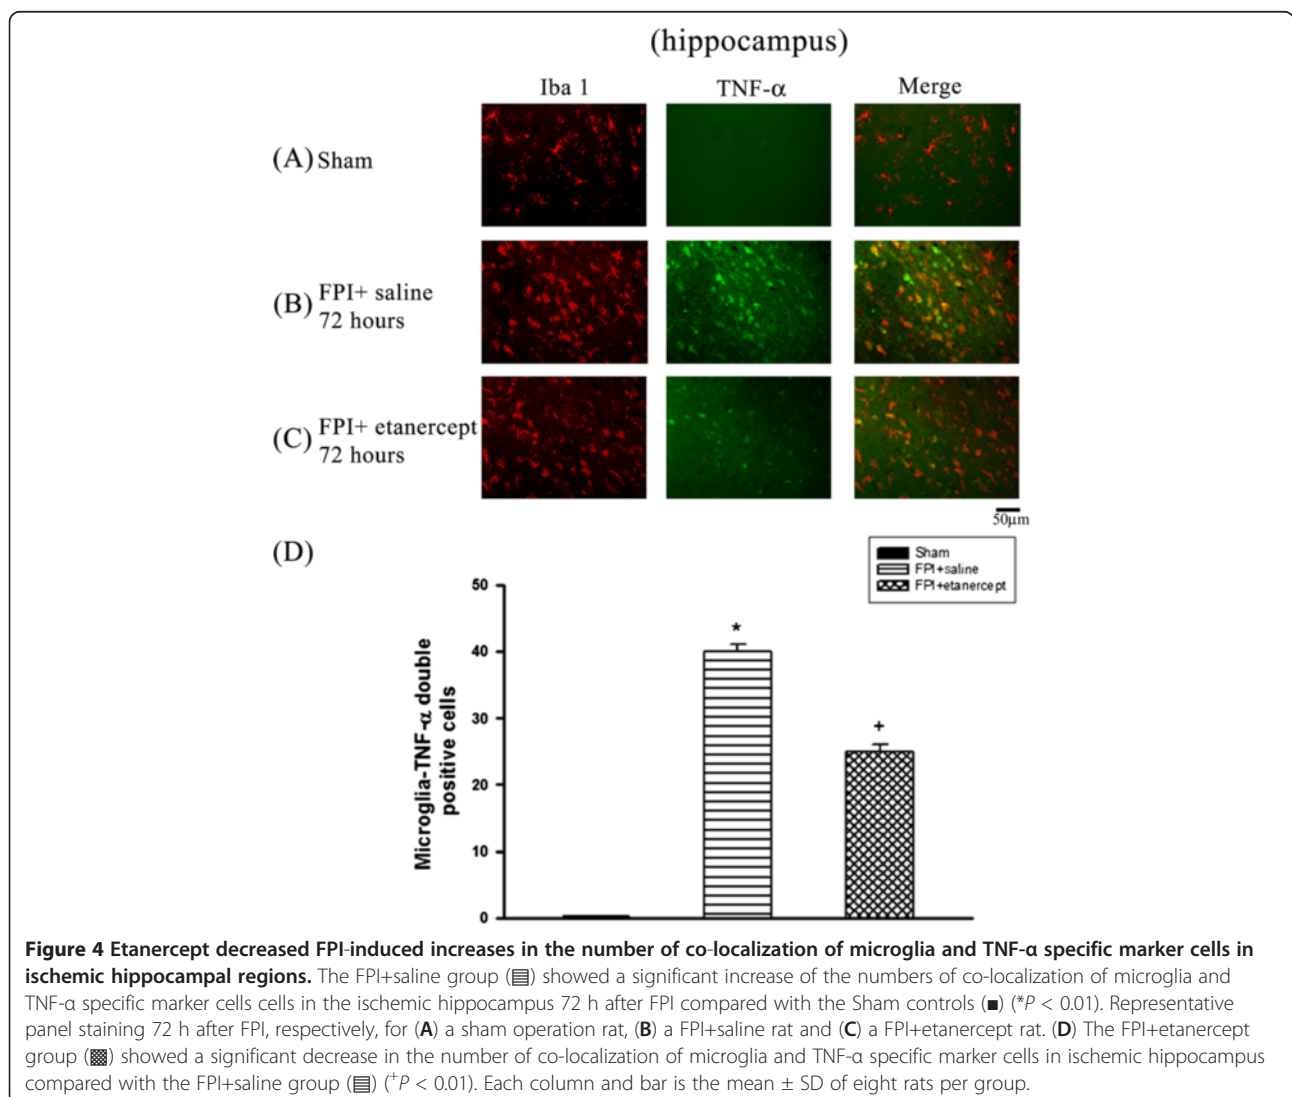 (hippocampus)
Iba 1 TNF-α Merge
(A) Sham
(B) FPI+ saline
72 hours
(C) FPI+ etanercept
72 hours
50μm
(D)
Sham
FPI+saline
FPI+etanercept
50
40
30
20
10
0
*
+
Microglia-TNF-α double
positive cells
Figure 4 Etanercept decreased FPI-induced increases in the number of co-localization of microglia and TNF-α specific marker cells in
ischemic hippocampal regions. The FPI+saline group (▤) showed a significant increase of the numbers of co-localization of microglia and
TNF-α specific marker cells cells in the ischemic hippocampus 72 h after FPI compared with the Sham controls (■) (*P < 0.01). Representative
panel staining 72 h after FPI, respectively, for (A) a sham operation rat, (B) a FPI+saline rat and (C) a FPI+etanercept rat. (D) The FPI+etanercept
group (▩) showed a significant decrease in the number of co-localization of microglia and TNF-α specific marker cells in ischemic hippocampus
compared with the FPI+saline group (▤) (⁺P < 0.01). Each column and bar is the mean ± SD of eight rats per group.